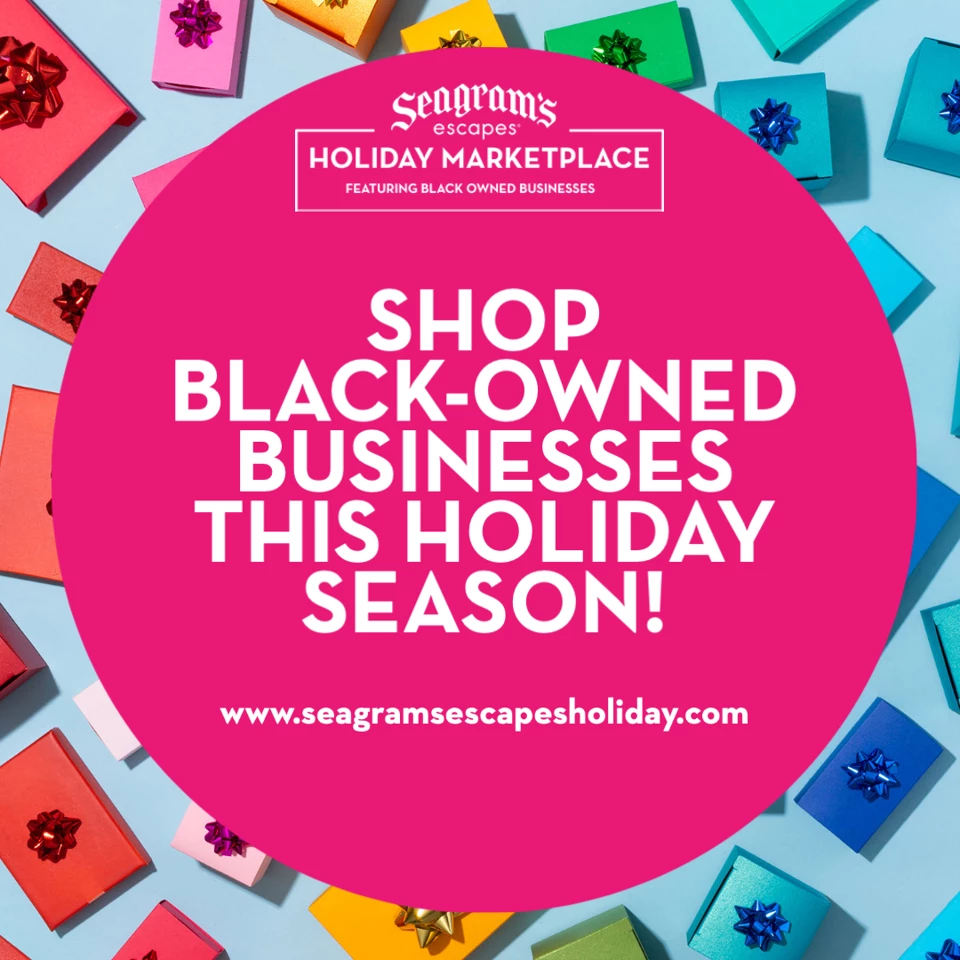 Seagram's
escapes®
HOLIDAY MARKETPLACE
FEATURING BLACK OWNED BUSINESSES
SHOP
BLACK-OWNED
BUSINESSES
THIS HOLIDAY
SEASON!
www.seagramsescapesholiday.com